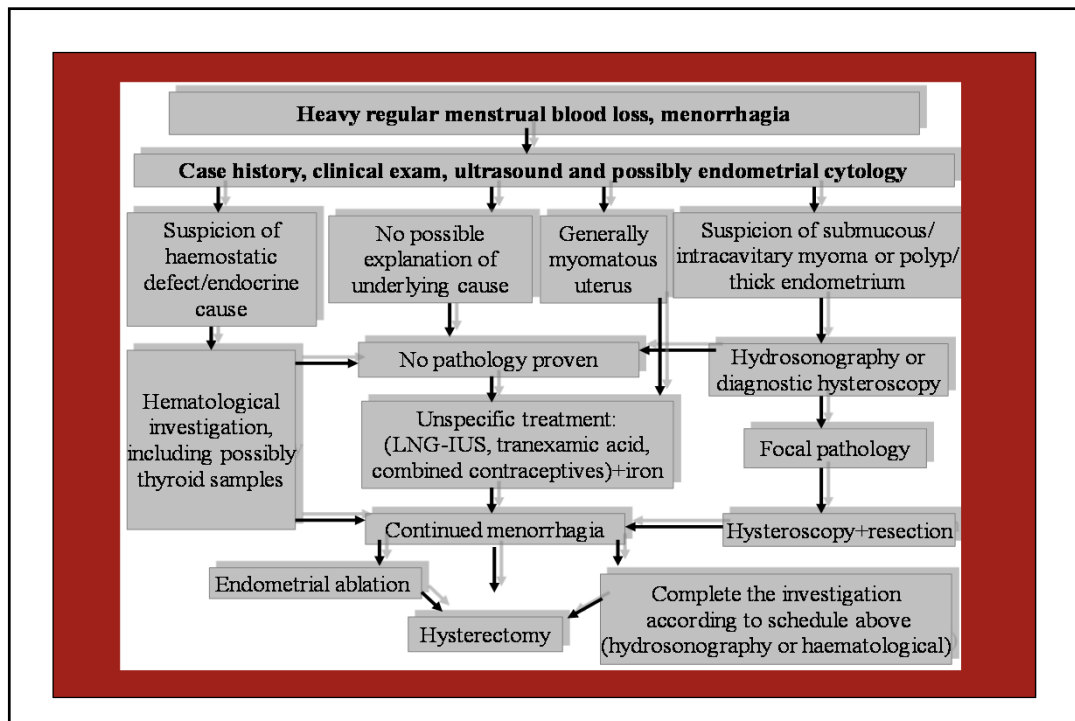 Heavy regular menstrual blood loss, menorrhagia
Case history, clinical exam, ultrasound and possibly endometrial cytology
Suspicion of
haemostatic
defect/endocrine
cause
No possible
explanation of
underlying cause
Generally
myomatous
uterus
Suspicion of submucous/
intracavitary myoma or polyp/
thick endometrium
No pathology proven
Hydrosonography or
diagnostic hysteroscopy
Hematological
investigation,
including possibly
thyroid samples
Unspecific treatment:
(LNG-IUS, tranexamic acid,
combined contraceptives)+iron
Focal pathology
Continued menorrhagia
Hysteroscopy+resection
Endometrial ablation
Complete the investigation
according to schedule above
(hydrosonography or haematological)
Hysterectomy